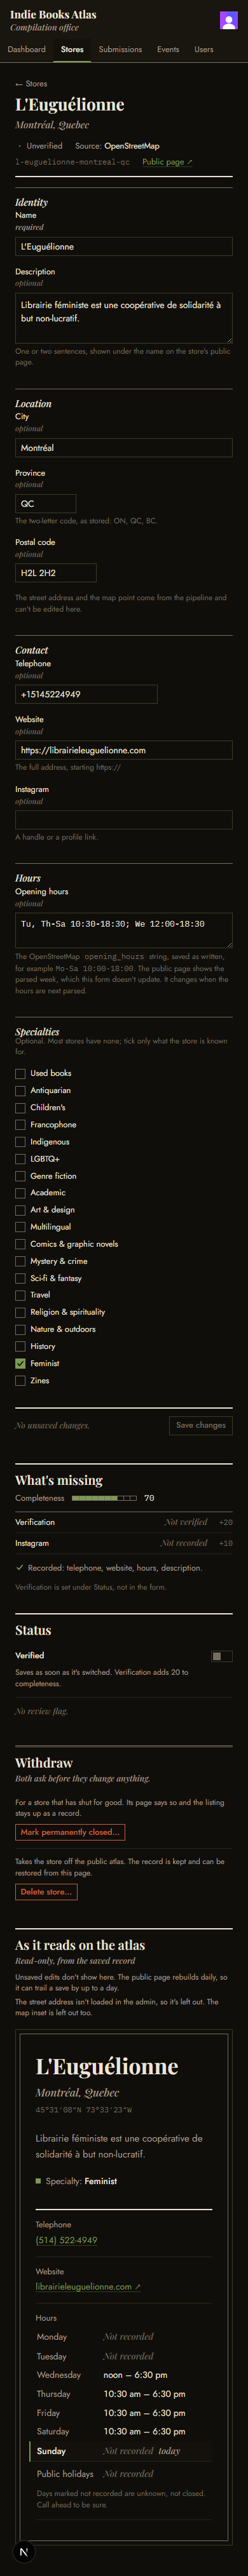 Indie Books Atlas
Compilation office
Dashboard Stores Submissions Events Users
← Stores
L'Euguélionne
Montréal, Quebec
· Unverified Source: OpenStreetMap
l-euguelionne-montreal-qc Public page ↗
Identity
Name
required
L'Euguélionne
Description
optional
Librairie féministe est une coopérative de solidarité à
but non-lucratif.
One or two sentences, shown under the name on the store's public
page.
Location
City
optional
Montréal
Province
optional
QC
The two-letter code, as stored: ON, QC, BC.
Postal code
optional
H2L 2H2
The street address and the map point come from the pipeline and
can't be edited here.
Contact
Telephone
optional
+15145224949
Website
optional
https://librairieleuguelionne.com
The full address, starting https://
Instagram
optional
A handle or a profile link.
Hours
Opening hours
optional
Tu, Th-Sa 10:30-18:30; We 12:00-18:30
The OpenStreetMap opening_hours string, saved as written,
for example Mo-Sa 10:00-18:00. The public page shows the
parsed week, which this form doesn't update. It changes when the
hours are next parsed.
Specialties
Optional. Most stores have none; tick only what the store is known
for.
Used books
Antiquarian
Children's
Francophone
Indigenous
LGBTQ+
Genre fiction
Academic
Art & design
Multilingual
Comics & graphic novels
Mystery & crime
Sci-fi & fantasy
Travel
Religion & spirituality
Nature & outdoors
History
Feminist
Zines
No unsaved changes. Save changes
What's missing
Completeness 70
Verification Not verified +20
Instagram Not recorded +10
✓ Recorded: telephone, website, hours, description.
Verification is set under Status, not in the form.
Status
Verified
Saves as soon as it's switched. Verification adds 20 to
completeness.
No review flag.
Withdraw
Both ask before they change anything.
For a store that has shut for good. Its page says so and the listing
stays up as a record.
Mark permanently closed…
Takes the store off the public atlas. The record is kept and can be
restored from this page.
Delete store…
As it reads on the atlas
Read-only, from the saved record
Unsaved edits don't show here. The public page rebuilds daily, so
it can trail a save by up to a day.
The street address isn't loaded in the admin, so it's left out. The
map inset is left out too.
L'Euguélionne
Montréal, Quebec
45°31′08″N 73°33′23″W
Librairie féministe est une coopérative de
solidarité à but non-lucratif.
Specialty: Feminist
Telephone
(514) 522-4949
Website
librairieleuguelionne.com ↗
Hours
Monday Not recorded
Tuesday Not recorded
Wednesday noon – 6:30 pm
Thursday 10:30 am – 6:30 pm
Friday 10:30 am – 6:30 pm
Saturday 10:30 am – 6:30 pm
Sunday Not recorded today
Public holidays Not recorded
Days marked not recorded are unknown, not closed.
Call ahead to be sure.
N